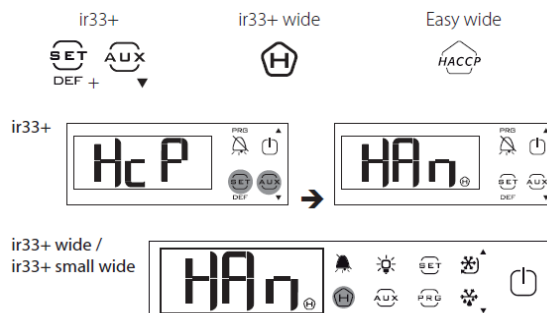 ir33+ ir33+ wide Easy wide
SET AUX H HACCP
DEF + ▼
ir33+
HcP
PRG ▲
SET AUX
DEF ▼
➔
HAn H
PRG ▲
SET AUX
DEF ▼
ir33+ wide /
ir33+ small wide
HAn H
SET ▲
H AUX PRG ▼